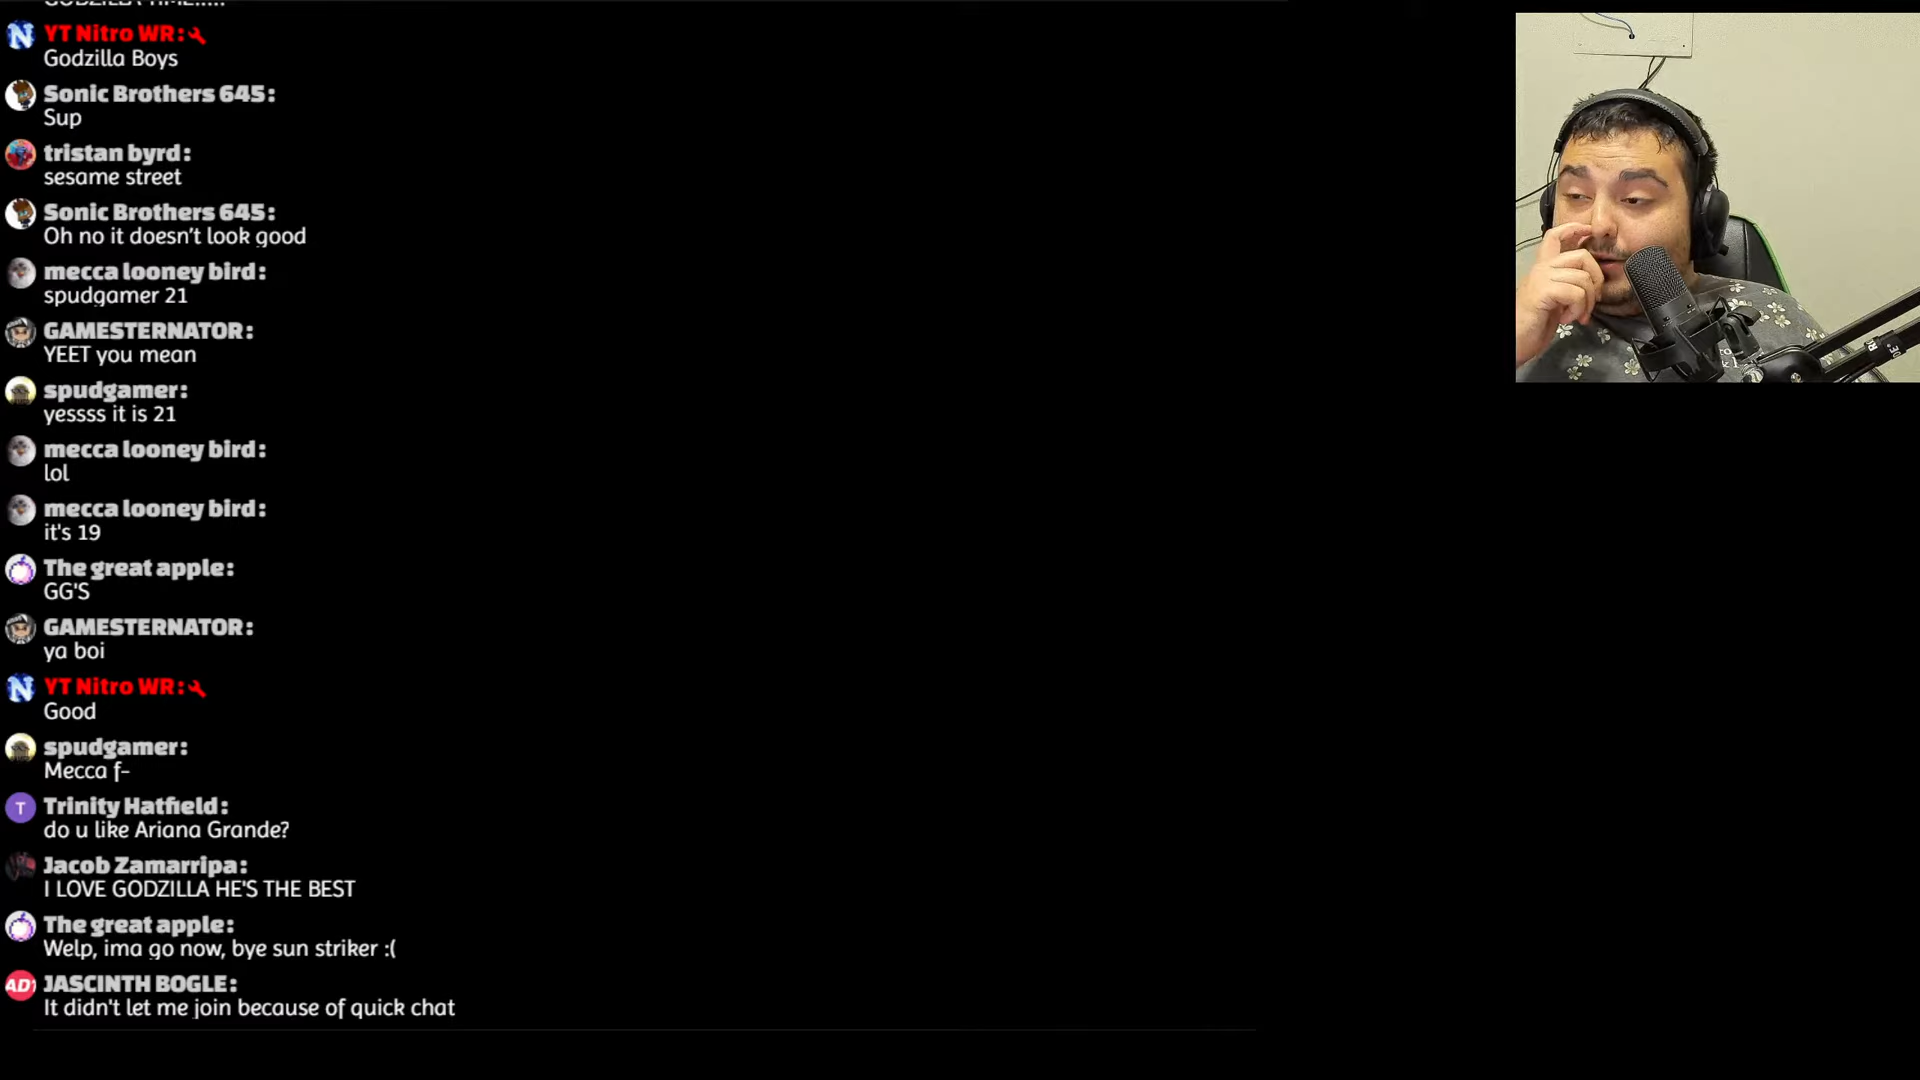 GODZILLA TIME.....
YT Nitro WR:
Godzilla Boys
Sonic Brothers 645:
Sup
tristan byrd:
sesame street
Sonic Brothers 645:
Oh no it doesn't look good
mecca looney bird:
spudgamer 21
GAMESTERNATOR:
YEET you mean
spudgamer:
yessss it is 21
mecca looney bird:
lol
mecca looney bird:
it's 19
The great apple:
GG'S
GAMESTERNATOR:
ya boi
YT Nitro WR:
Good
spudgamer:
Mecca f-
T
Trinity Hatfield:
do u like Ariana Grande?
Jacob Zamarripa:
I LOVE GODZILLA HE'S THE BEST
The great apple:
Welp, ima go now, bye sun striker :(
JASCINTH BOGLE:
It didn't let me join because of quick chat